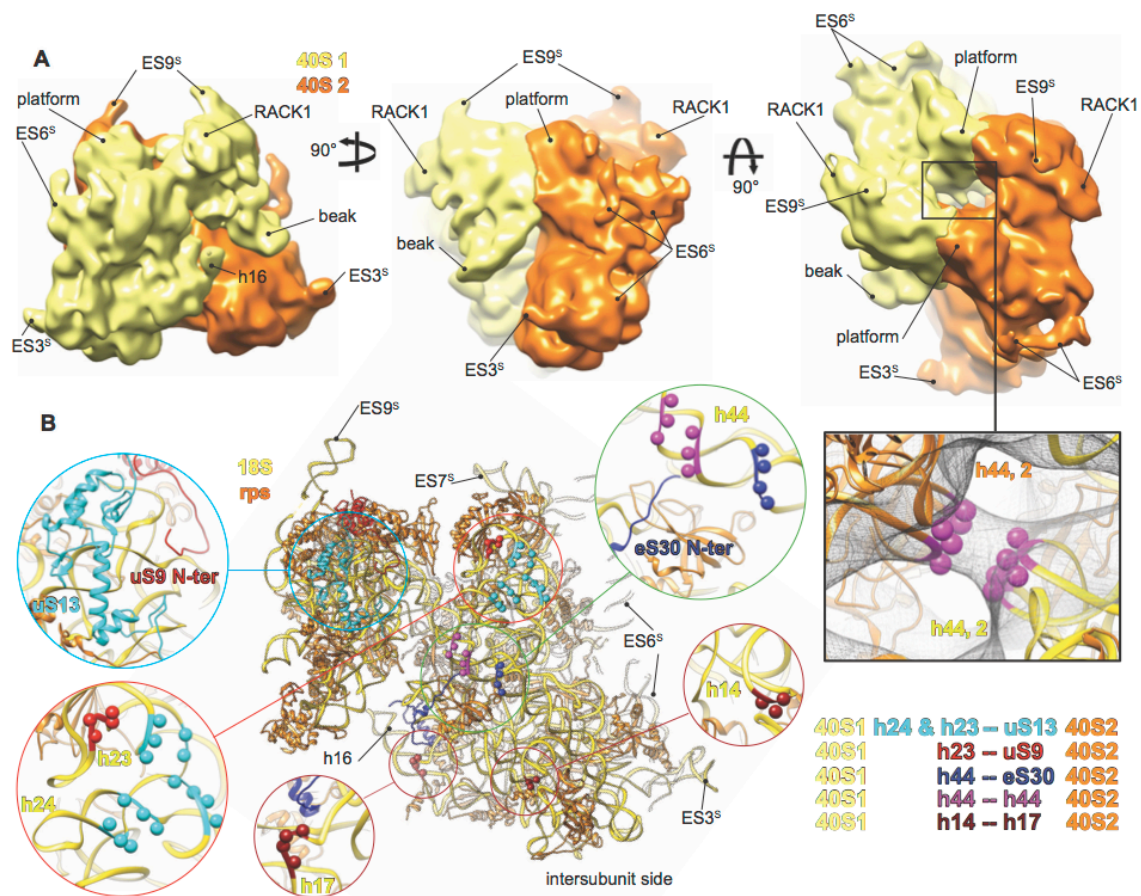 A
ES9ˢ
40S 1
40S 2
platform
ES6ˢ
RACK1
90°
beak
h16
ES3ˢ
ES3ˢ
ES9ˢ
platform
RACK1
RACK1
beak
ES6ˢ
ES3ˢ
90°
ES6ˢ
platform
ES9ˢ
RACK1
RACK1
ES9ˢ
beak
platform
ES3ˢ
ES6ˢ
B
ES9ˢ
18S
rps
ES7ˢ
h44
eS30 N-ter
uS9 N-ter
uS13
h44, 2
h44, 2
ES6ˢ
h14
h23
h24
h16
h17
ES3ˢ
intersubunit side
40S1 h24 & h23 -- uS13 40S2
40S1 h23 -- uS9 40S2
40S1 h44 -- eS30 40S2
40S1 h44 -- h44 40S2
40S1 h14 -- h17 40S2